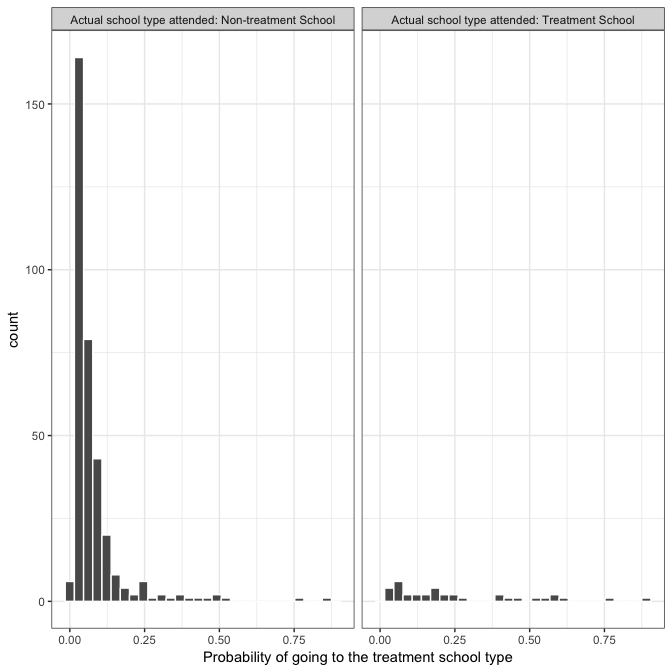 Actual school type attended: Non-treatment School
Actual school type attended: Treatment School
150
100
50
0
count
0.00 0.25 0.50 0.75
0.00 0.25 0.50 0.75
Probability of going to the treatment school type